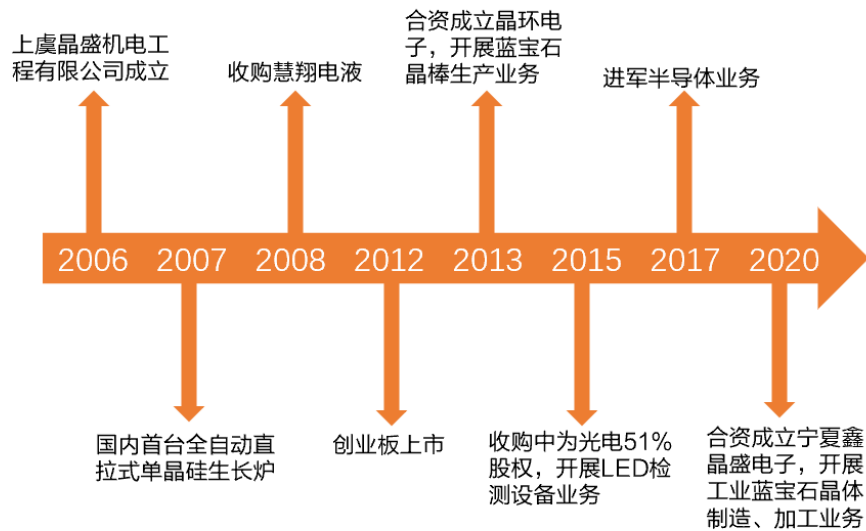 上虞晶盛机电工
程有限公司成立
收购慧翔电液
合资成立晶环电
子，开展蓝宝石
晶棒生产业务
进军半导体业务
2006 2007 2008 2012 2013 2015 2017 2020
国内首台全自动直
拉式单晶硅生长炉
创业板上市
收购中为光电51%
股权，开展LED检
测设备业务
合资成立宁夏鑫
晶盛电子，开展
工业蓝宝石晶体
制造、加工业务